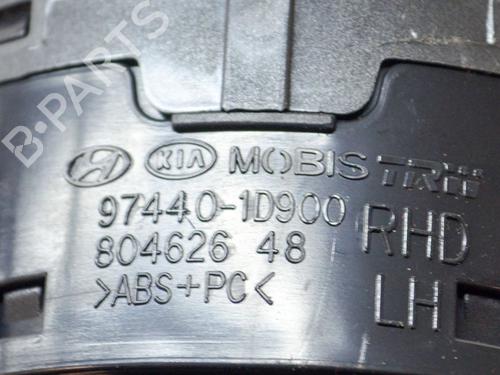 B-PARTS
KIA MOBIS TRW
97440-1D900 RHD
804626 48
>ABS+PC< LH